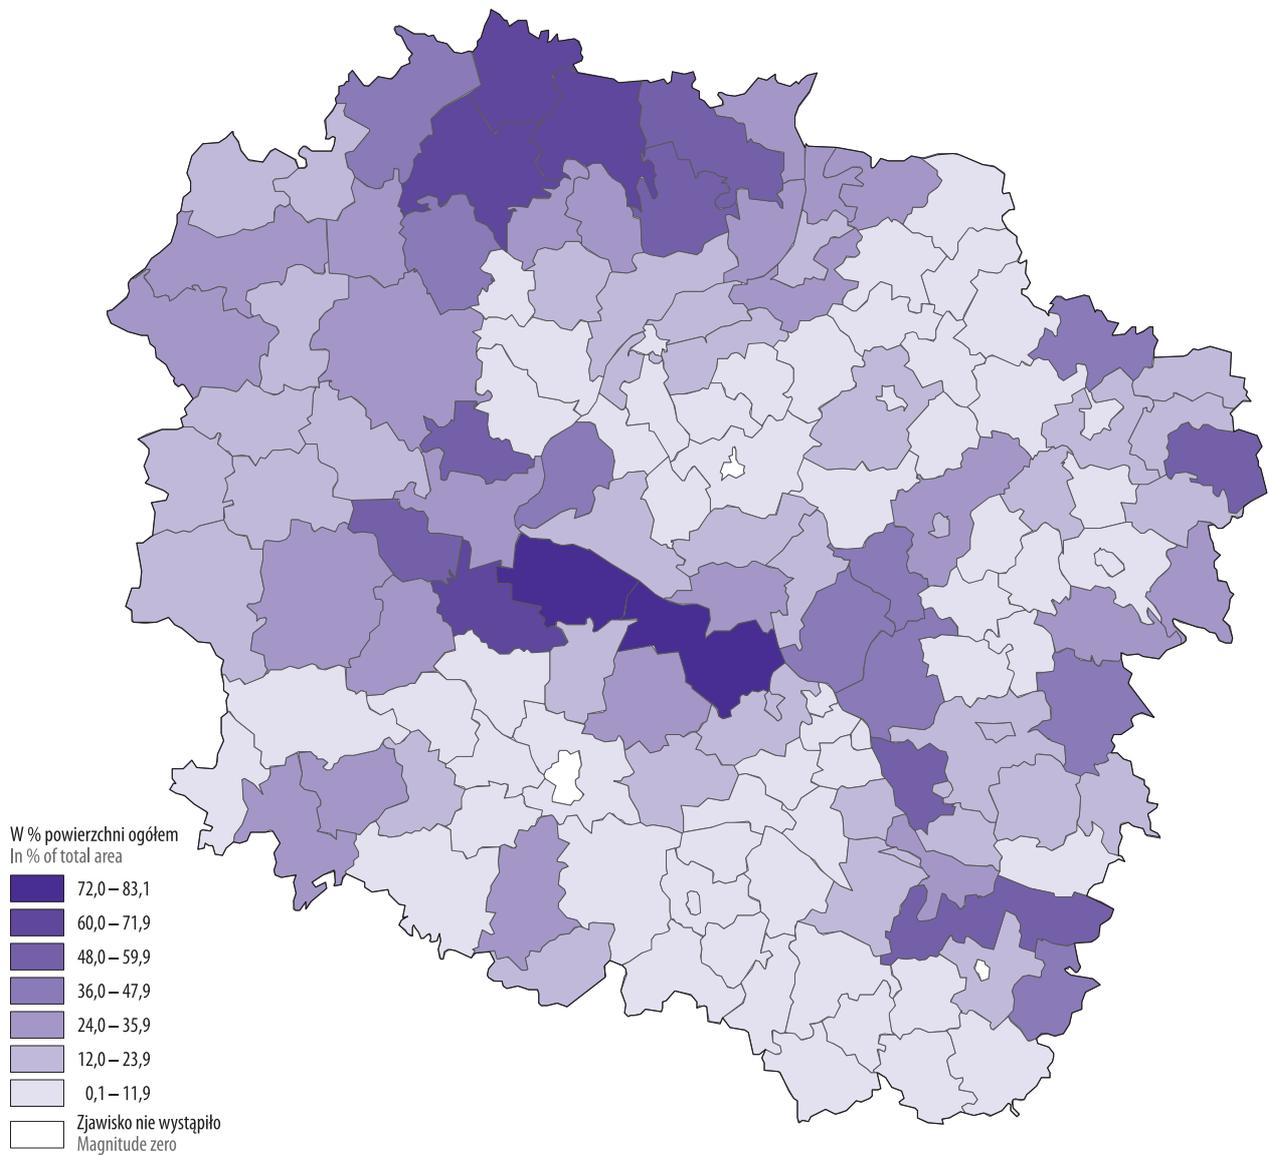 W % powierzchni ogółem
In % of total area
72,0 – 83,1
60,0 – 71,9
48,0 – 59,9
36,0 – 47,9
24,0 – 35,9
12,0 – 23,9
0,1 – 11,9
Zjawisko nie wystąpiło
Magnitude zero